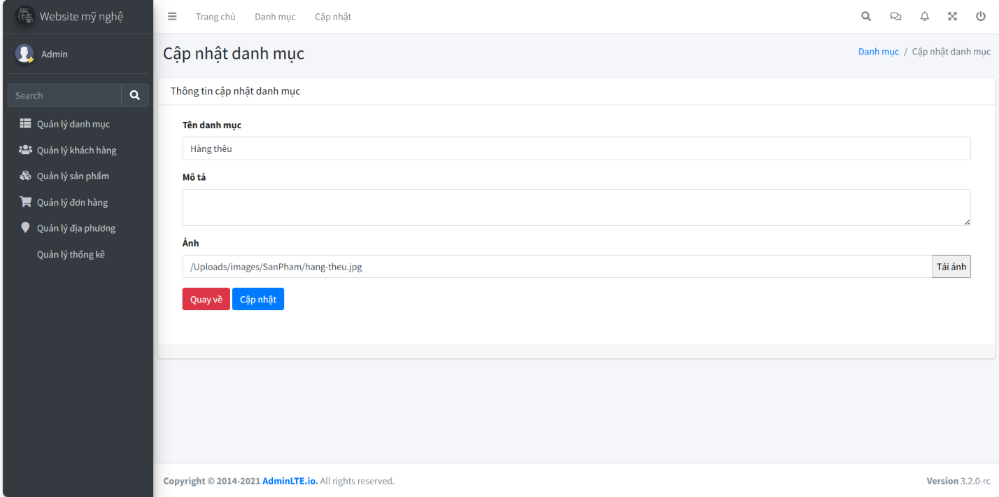 Website mỹ nghệ
Admin
Search
Quản lý danh mục
Quản lý khách hàng
Quản lý sản phẩm
Quản lý đơn hàng
Quản lý địa phương
Quản lý thống kê
Trang chủ Danh mục Cập nhật
Cập nhật danh mục
Danh mục / Cập nhật danh mục
Thông tin cập nhật danh mục
Tên danh mục
Hàng thêu
Mô tả
Ảnh
/Uploads/images/SanPham/hang-theu.jpg Tải ảnh
Quay về Cập nhật
Copyright © 2014-2021 AdminLTE.io. All rights reserved. Version 3.2.0-rc